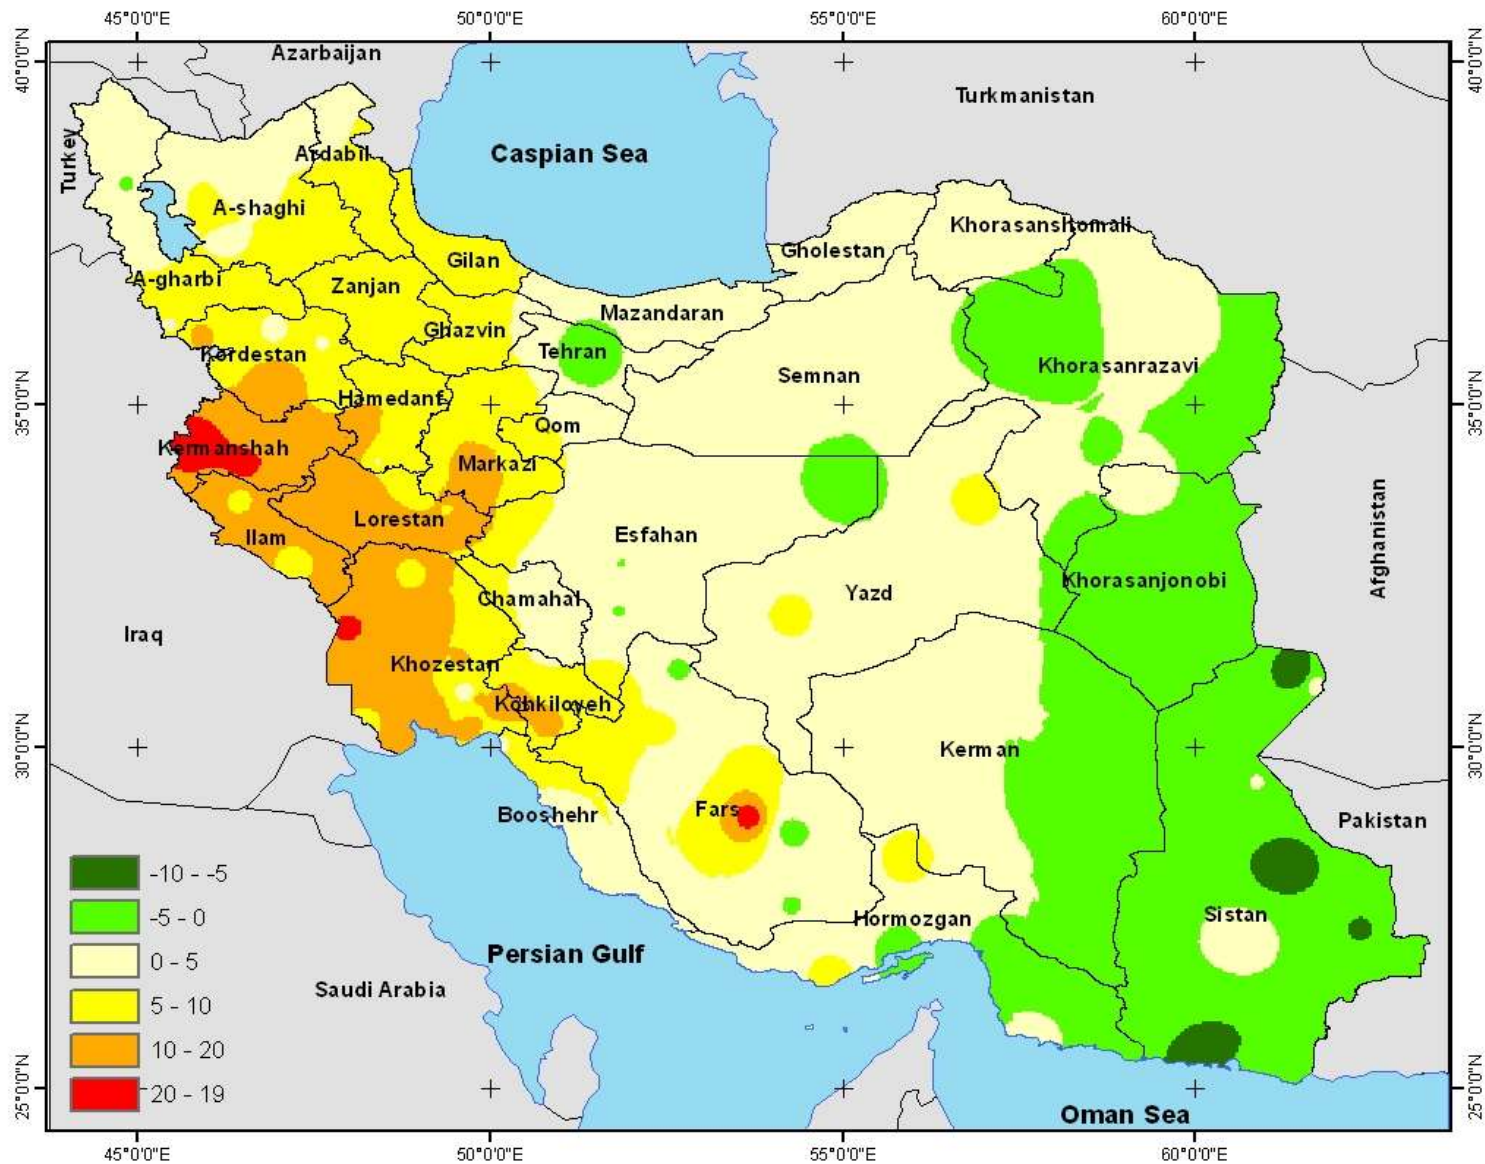 45°0'0"E 50°0'0"E 55°0'0"E 60°0'0"E
40°0'0"N
40°0'0"N
Azarbaijan
Turkmanistan
Turkey
Caspian Sea
Ardabil
A-shaghi
Khorasanshomali
Gholestan
Gilan
A-gharbi
Zanjan
Mazandaran
Ghazvin
Kordestan
Tehran
Khorasanrazavi
Semnan
Hamedanf
35°0'0"N
35°0'0"N
Qom
Kermanshah
Markazi
Lorestan
Ilam
Esfahan
Afghanistan
Khorasanjonobi
Yazd
Chamahal
Iraq
Khozestan
Kohkiloyeh
30°0'0"N
30°0'0"N
Kerman
Fars
Booshehr
Pakistan
Sistan
Hormozgan
Persian Gulf
Saudi Arabia
-10 - -5
-5 - 0
0 - 5
5 - 10
10 - 20
20 - 19
25°0'0"N
25°0'0"N
Oman Sea
45°0'0"E 50°0'0"E 55°0'0"E 60°0'0"E